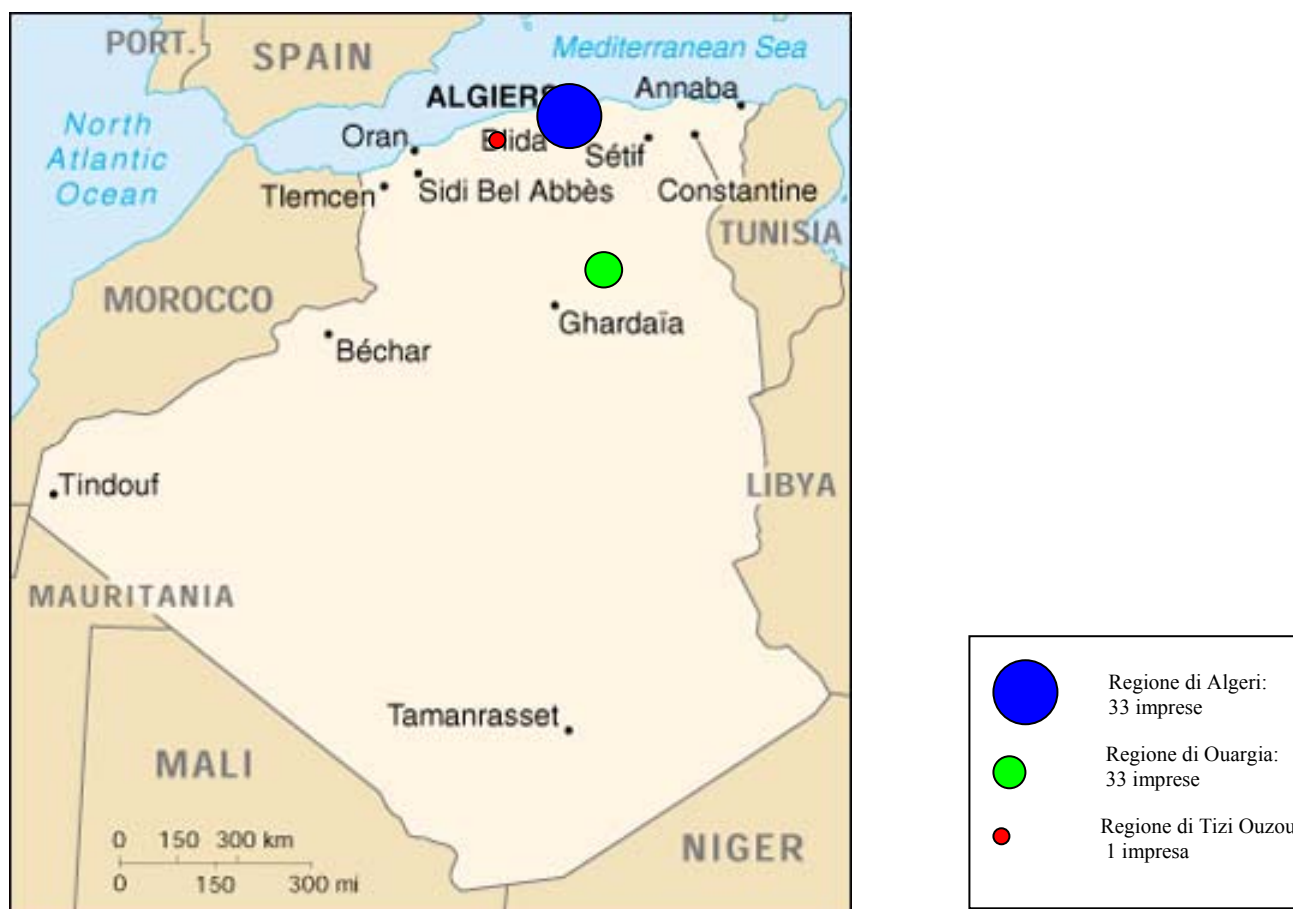 PORT.
SPAIN
Mediterranean Sea
ALGIERS
Annaba
North
Atlantic
Ocean
Oran
Blida
Sétif
Tlemcen
Sidi Bel Abbès
Constantine
TUNISIA
MOROCCO
Ghardaïa
Béchar
Tindouf
LIBYA
MAURITANIA
Tamanrasset
MALI
NIGER
0 150 300 km
0 150 300 mi
Regione di Algeri:
33 imprese
Regione di Ouargia:
33 imprese
Regione di Tizi Ouzou
1 impresa